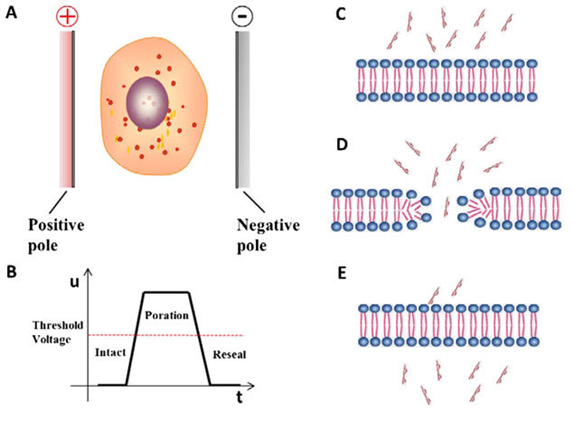 A
+
-
Positive
pole
Negative
pole
B
u
Threshold
Voltage
Poration
Intact
Reseal
t
C
D
E